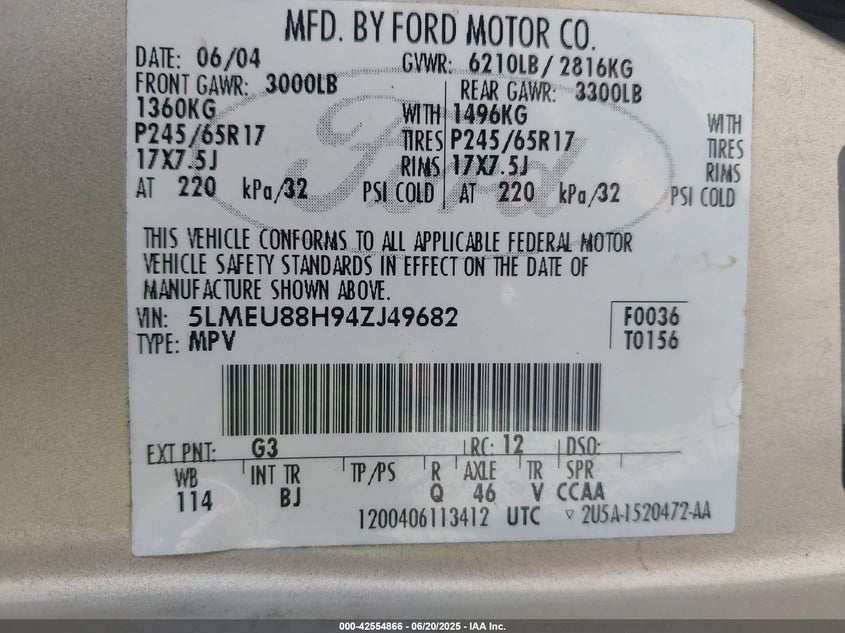 MFD. BY FORD MOTOR CO.
DATE: 06/04 GVWR: 6210LB/ 2816KG
FRONT GAWR: 3000LB REAR GAWR: 3300LB
1360KG WITH 1496KG WITH
P245/65R17 TIRES P245/65R17 TIRES
17X7.5J RIMS 17X7.5J RIMS
AT 220 kPa/32 PSI COLD AT 220 kPa/32 PSI COLD
Ford
THIS VEHICLE CONFORMS TO ALL APPLICABLE FEDERAL MOTOR
VEHICLE SAFETY STANDARDS IN EFFECT ON THE DATE OF
MANUFACTURE SHOWN ABOVE.
VIN: 5LMEU88H94ZJ49682 F0036
TYPE: MPV T0156
EXT PNT: G3 RC: 12 DSO:
WB INT TR TP/PS R AXLE TR SPR
114 BJ Q 46 V CCAA
1200406113412 UTC ▽ 2U5A-1520472-AA
000-42554866 - 06/20/2025 - IAA Inc.